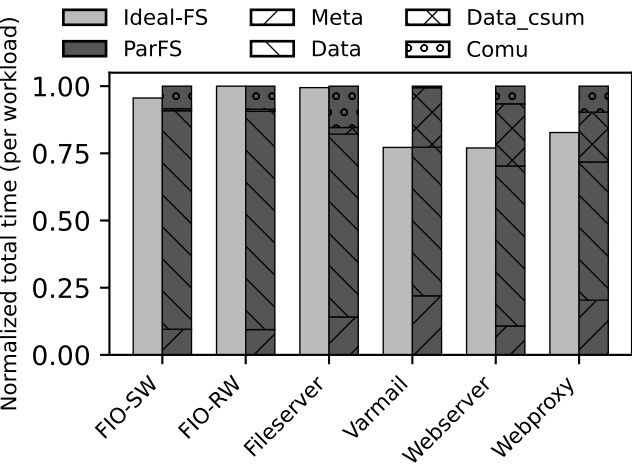 Ideal-FS Meta Data_csum
ParFS Data Comu
Normalized total time (per workload)
1.00
0.75
0.50
0.25
0.00
FIO-SW
FIO-RW
Fileserver
Varmail
Webserver
Webproxy